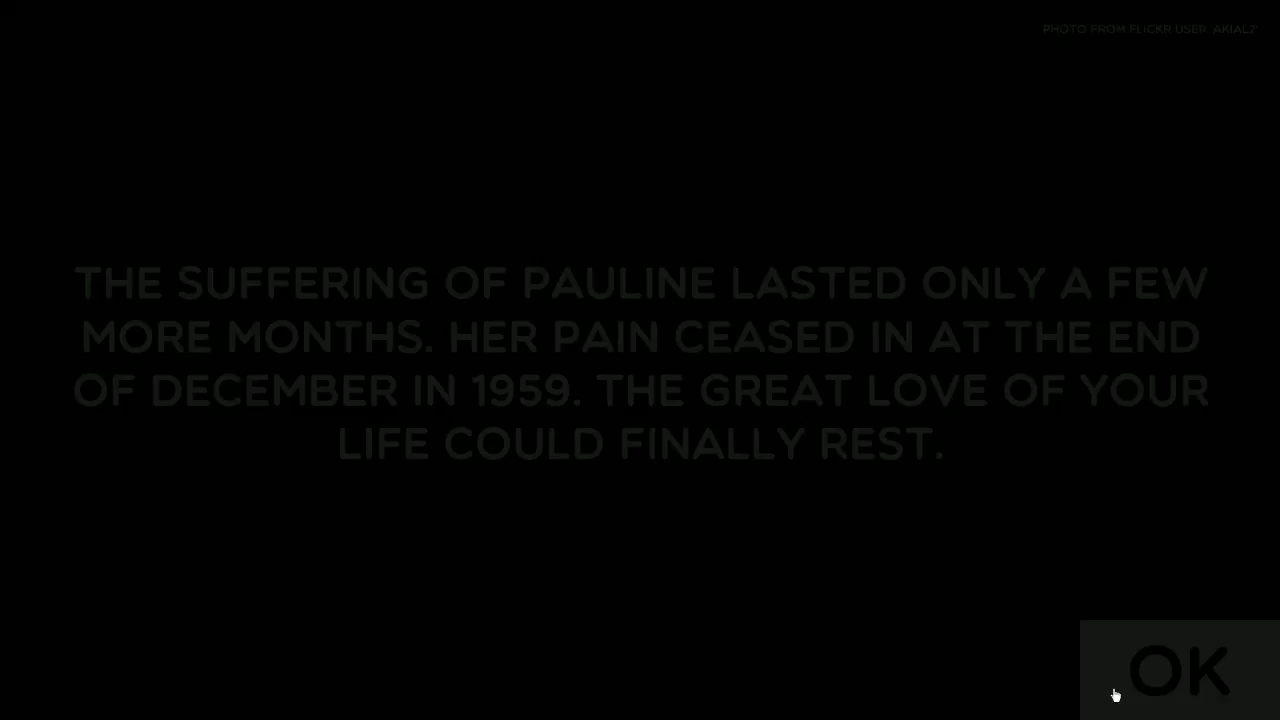 PHOTO FROM FLICKR USER 'AKIAL2'
THE SUFFERING OF PAULINE LASTED ONLY A FEW
MORE MONTHS. HER PAIN CEASED IN AT THE END
OF DECEMBER IN 1959. THE GREAT LOVE OF YOUR
LIFE COULD FINALLY REST.
OK